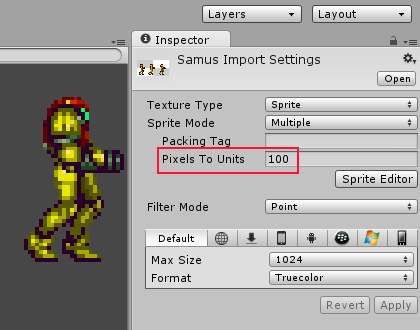 Layers Layout
Inspector
Samus Import Settings
Open
Texture Type Sprite
Sprite Mode Multiple
Packing Tag
Pixels To Units 100
Sprite Editor
Filter Mode Point
Default
Max Size 1024
Format Truecolor
Revert Apply